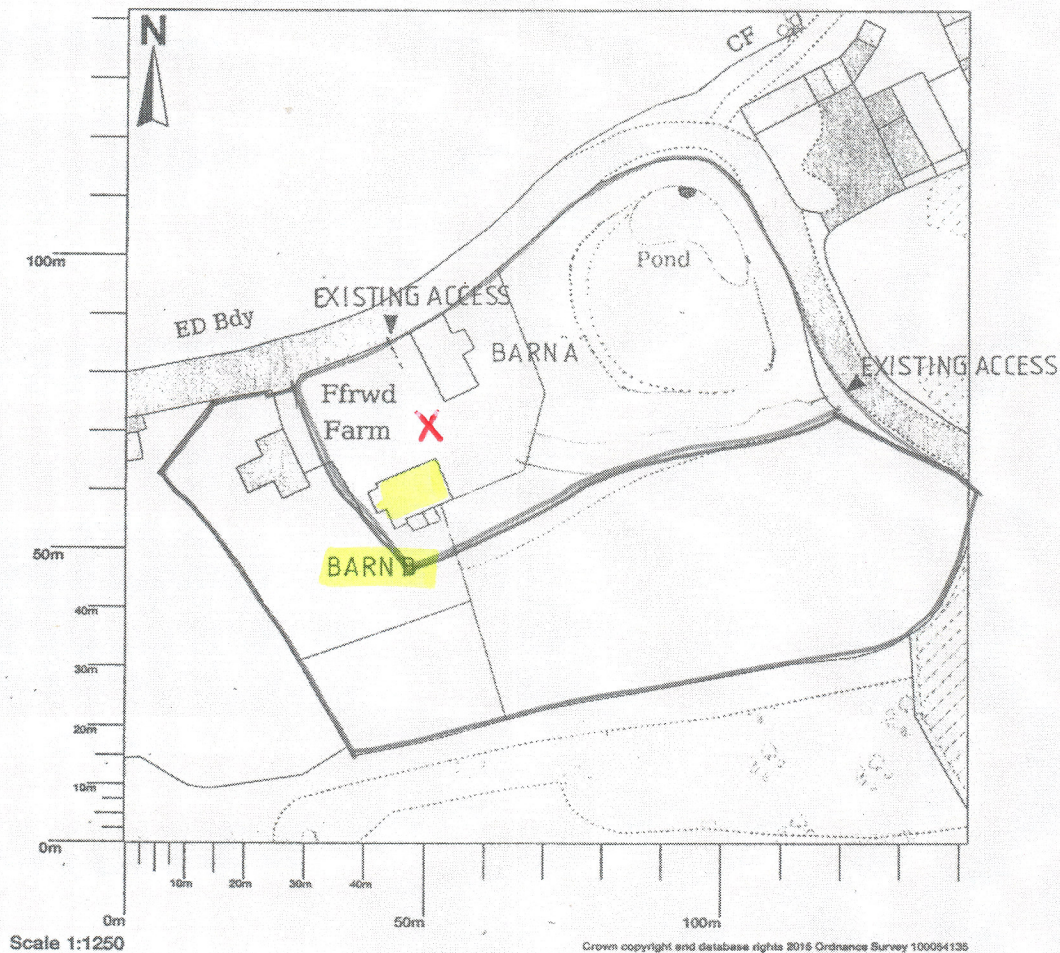 N
CF
100m
EXISTING ACCESS
Pond
ED Bdy
BARN A
EXISTING ACCESS
Ffrwd
Farm
X
50m
BARN B
40m
30m
20m
10m
0m
10m
20m
30m
40m
0m
50m
100m
Scale 1:1250
Crown copyright and database rights 2015 Ordnance Survey 100054135